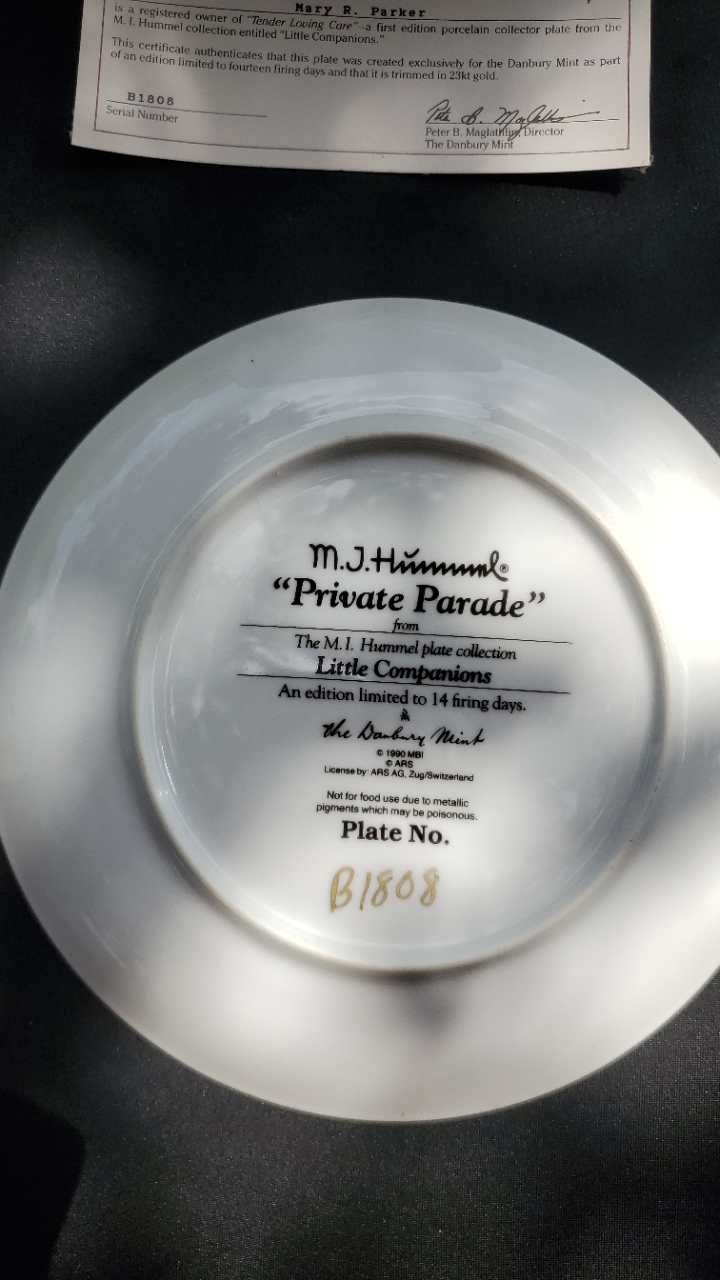 Mary R. Parker
is a registered owner of "Tender Loving Care"–a first edition porcelain collector plate from the
M. I. Hummel collection entitled "Little Companions."
This certificate authenticates that this plate was created exclusively for the Danbury Mint as part
of an edition limited to fourteen firing days and that it is trimmed in 23kt gold.
B1808
Serial Number
Peter B. Maglathlin, Director
The Danbury Mint
M.J.Hümmel®
"Private Parade"
from
The M.I. Hummel plate collection
Little Companions
An edition limited to 14 firing days.
the Danbury Mint
© 1990 MBI
© ARS
License by: ARS AG, Zug/Switzerland
Not for food use due to metallic
pigments which may be poisonous.
Plate No.
B1808